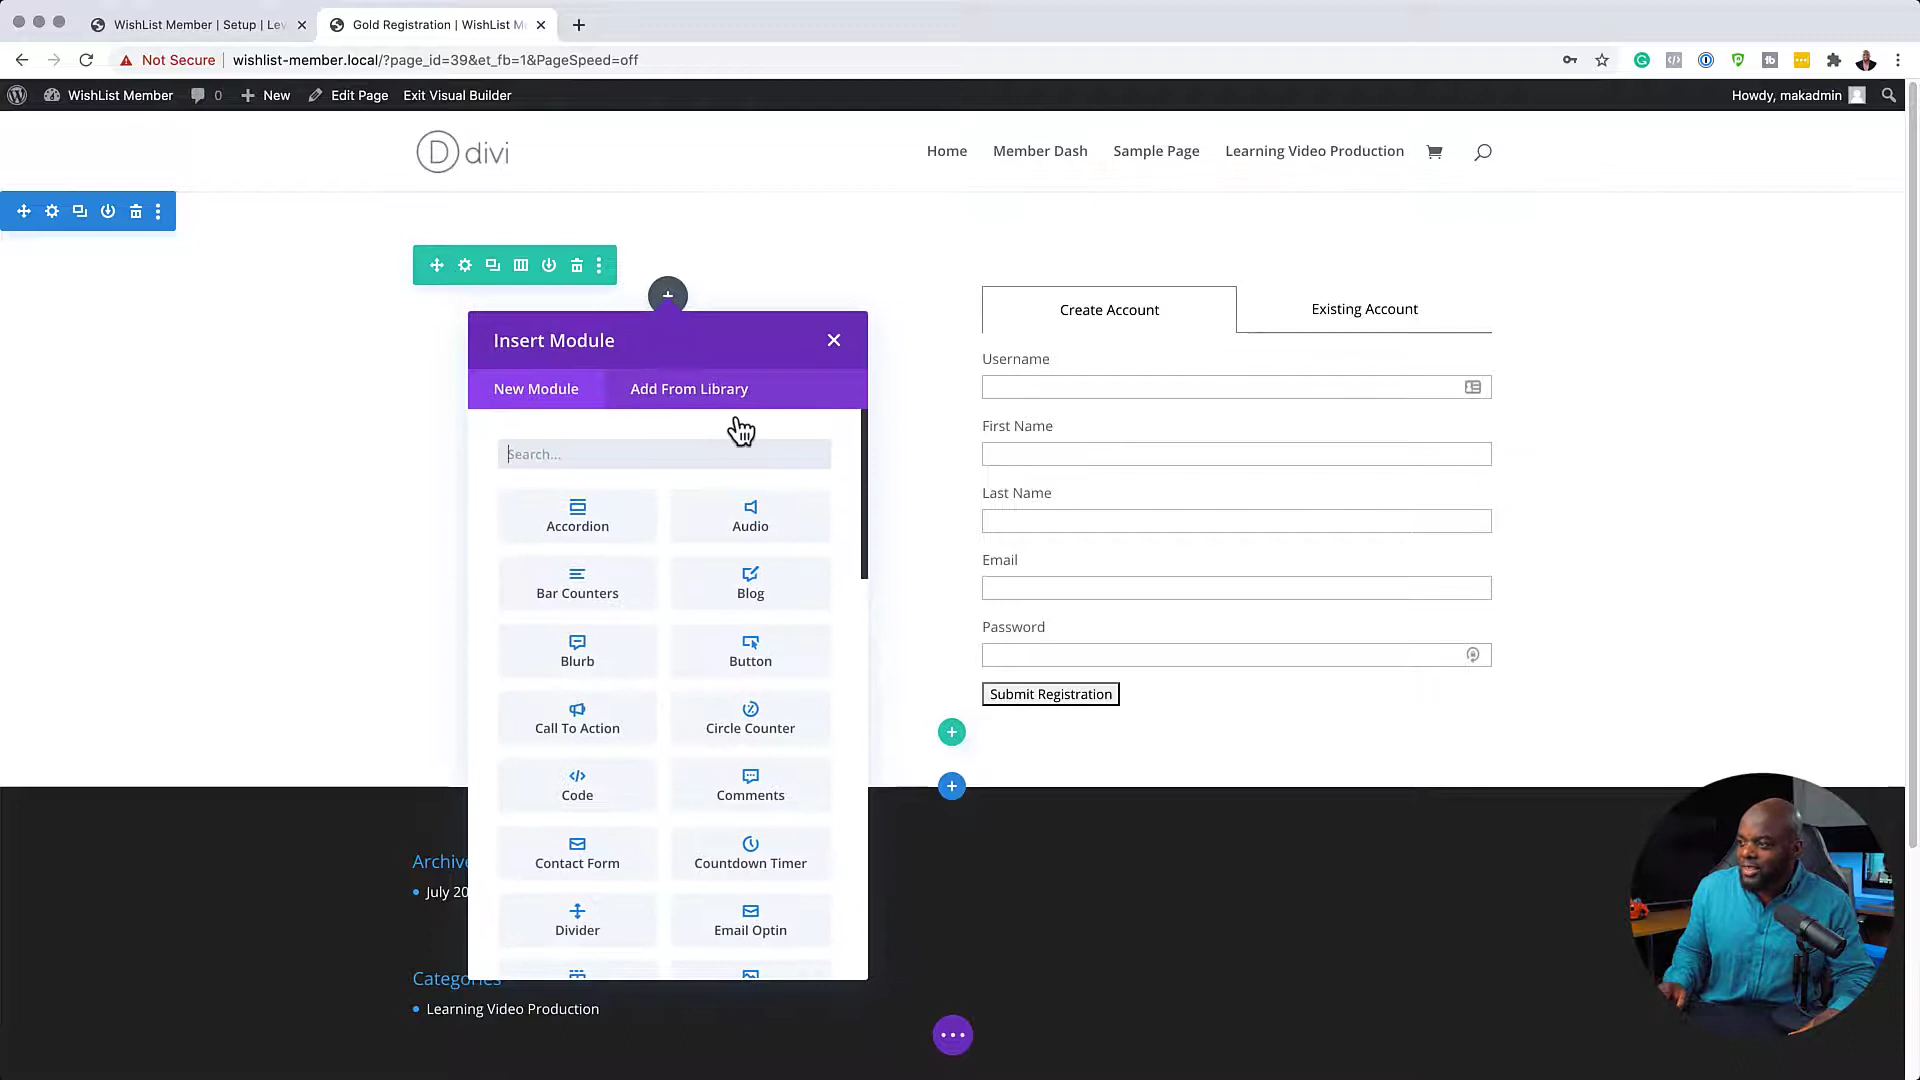 WishList Member | Setup | Lev
Gold Registration | WishList Me
Not Secure
wishlist-member.local/?page_id=39&et_fb=1&PageSpeed=off
WishList Member
0
New
Edit Page
Exit Visual Builder
Howdy, makadmin
D divi
Home
Member Dash
Sample Page
Learning Video Production
Insert Module
New Module
Add From Library
Search...
Accordion
Audio
Bar Counters
Blog
Blurb
Button
Call To Action
Circle Counter
Code
Comments
Contact Form
Countdown Timer
Divider
Email Optin
Create Account
Existing Account
Username
First Name
Last Name
Email
Password
Submit Registration
Archive
July 20
Categories
Learning Video Production